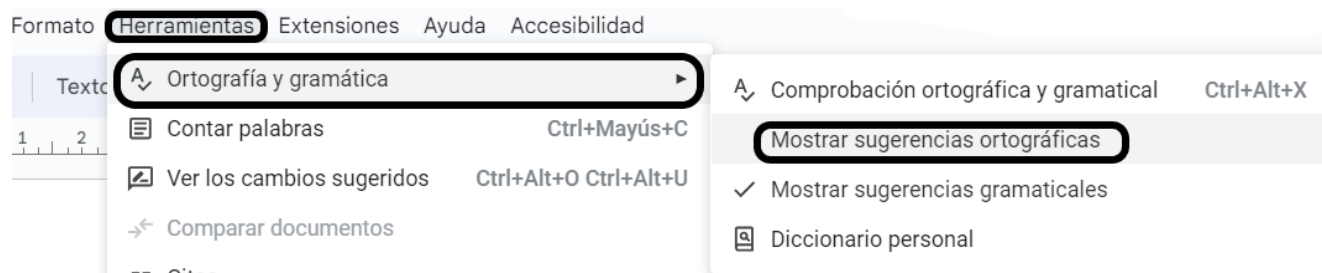 Formato Herramientas Extensiones Ayuda Accesibilidad
Texto
Ortografía y gramática
1 2
Contar palabras Ctrl+Mayús+C
Ver los cambios sugeridos Ctrl+Alt+O Ctrl+Alt+U
Comparar documentos
Comprobación ortográfica y gramatical Ctrl+Alt+X
Mostrar sugerencias ortográficas
Mostrar sugerencias gramaticales
Diccionario personal